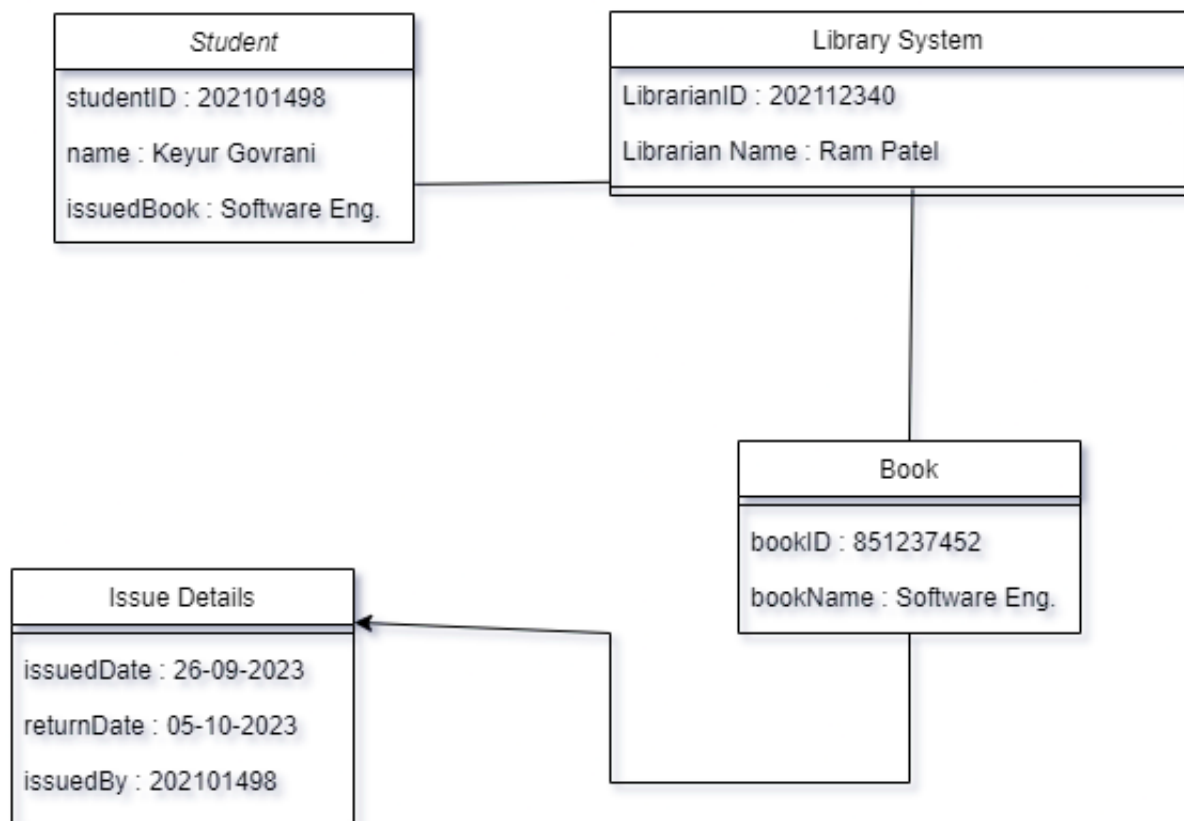 Student
studentID : 202101498
name : Keyur Govrani
issuedBook : Software Eng.
Library System
LibrarianID : 202112340
Librarian Name : Ram Patel
Book
bookID : 851237452
bookName : Software Eng.
Issue Details
issuedDate : 26-09-2023
returnDate : 05-10-2023
issuedBy : 202101498